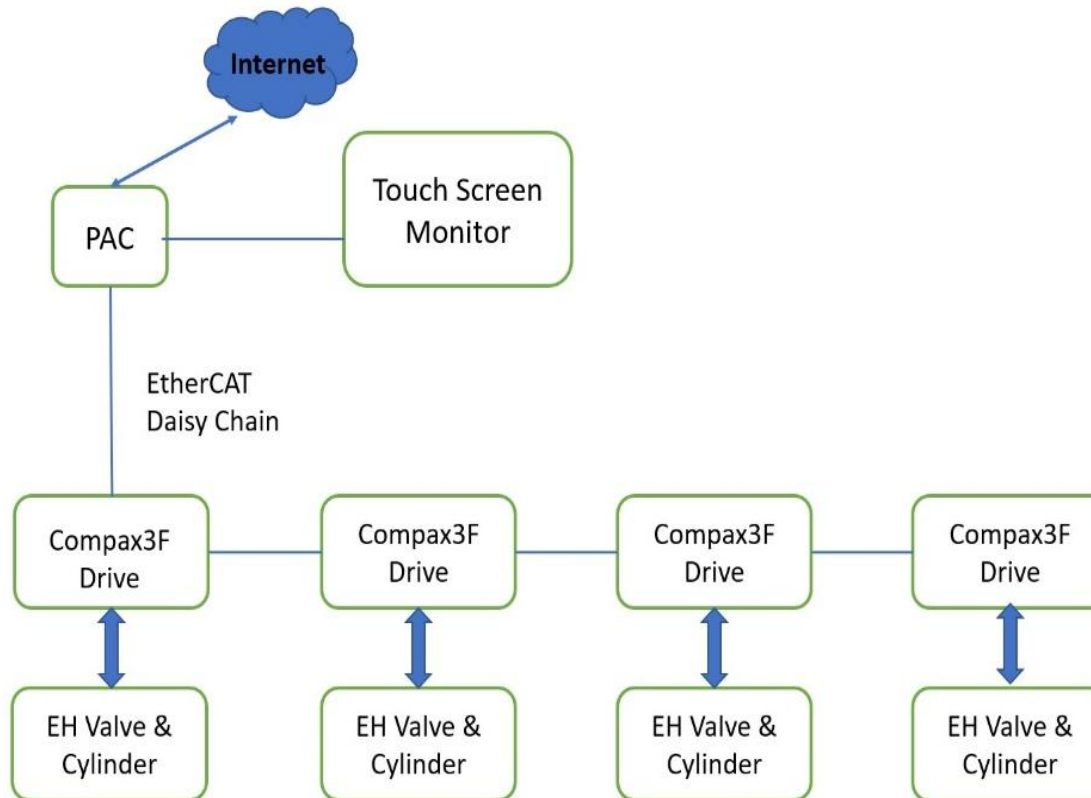 Internet
Touch Screen
Monitor
PAC
EtherCAT
Daisy Chain
Compax3F
Drive
Compax3F
Drive
Compax3F
Drive
Compax3F
Drive
EH Valve &
Cylinder
EH Valve &
Cylinder
EH Valve &
Cylinder
EH Valve &
Cylinder